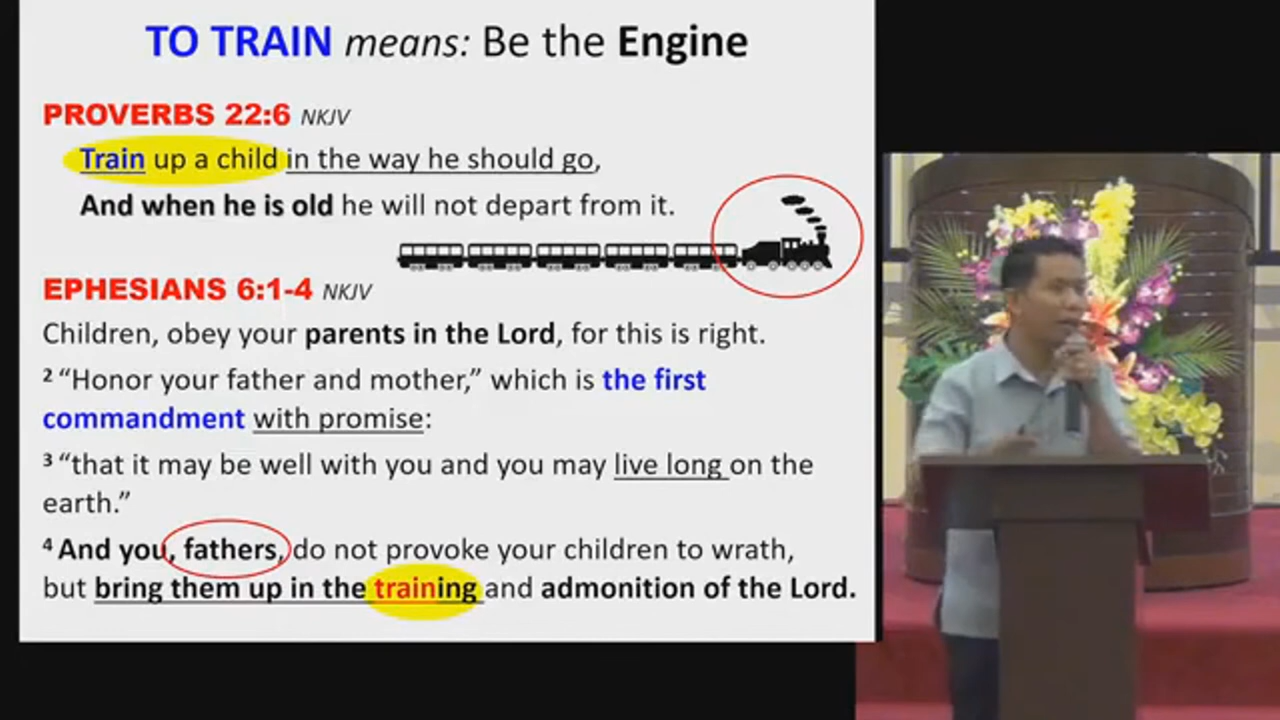 TO TRAIN means: Be the Engine
PROVERBS 22:6 NKJV
Train up a child in the way he should go,
And when he is old he will not depart from it.
EPHESIANS 6:1-4 NKJV
Children, obey your parents in the Lord, for this is right.
2 “Honor your father and mother,” which is the first
commandment with promise:
3 “that it may be well with you and you may live long on the
earth.”
4 And you, fathers, do not provoke your children to wrath,
but bring them up in the training and admonition of the Lord.